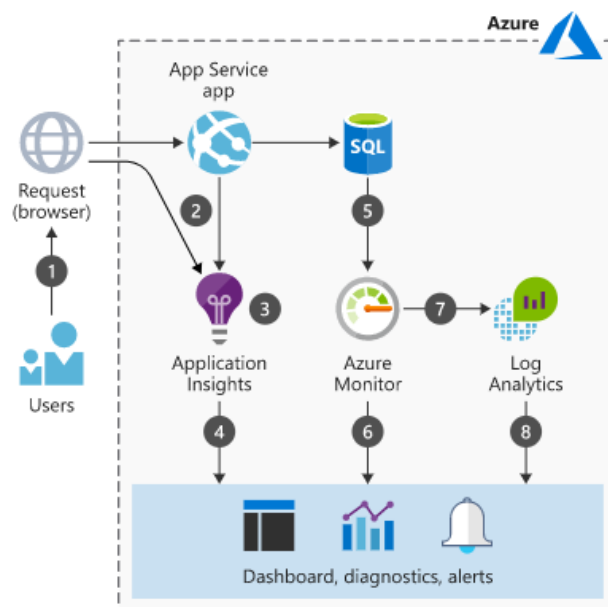 Azure
App Service
app
SQL
Request
(browser)
2
5
1
3
7
Application
Insights
Azure
Monitor
Log
Analytics
Users
4
6
8
Dashboard, diagnostics, alerts